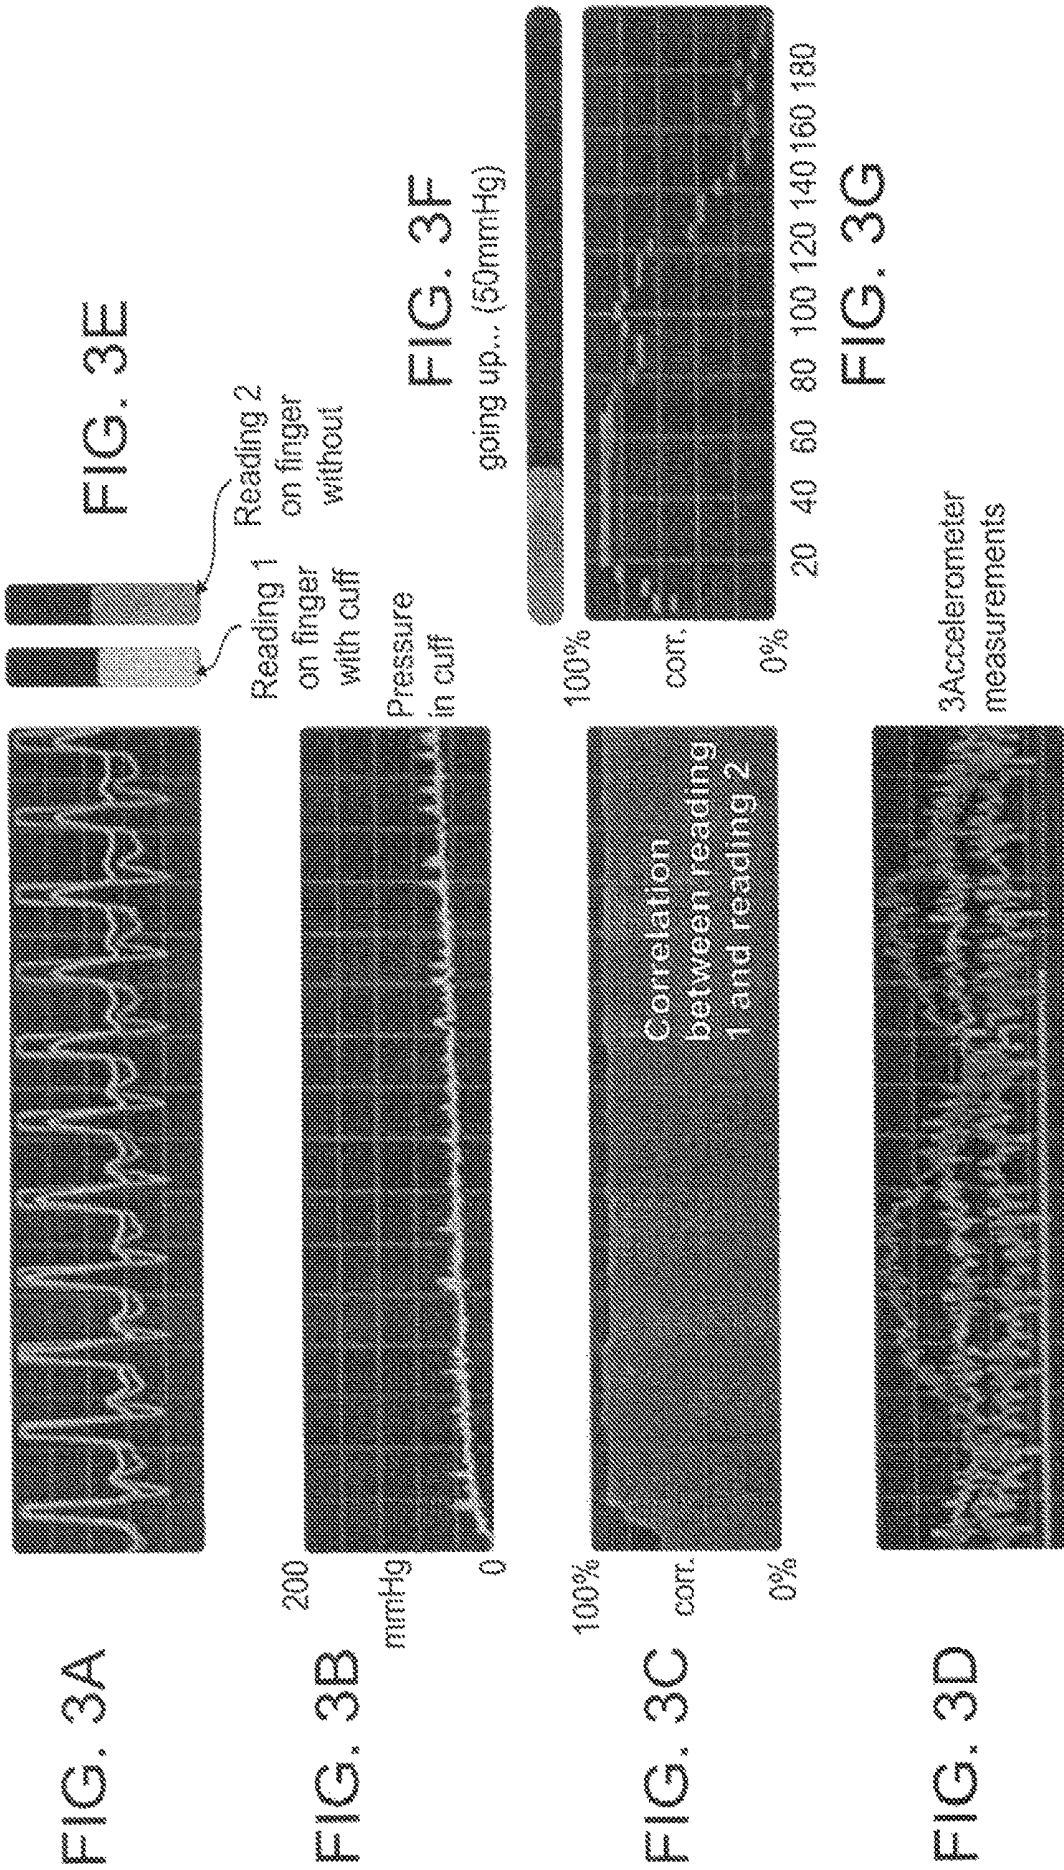 FIG. 3A
FIG. 3E
Reading 1
on finger
with cuff
Reading 2
on finger
without
FIG. 3B
200
mmHg
0
Pressure
in cuff
FIG. 3F
going up... (50mmHg)
FIG. 3C
100%
corr.
0%
Correlation
between reading
1 and reading 2
100%
corr.
0%
20 40 60 80 100 120 140 160 180
FIG. 3G
FIG. 3D
3Accelerometer
measurements